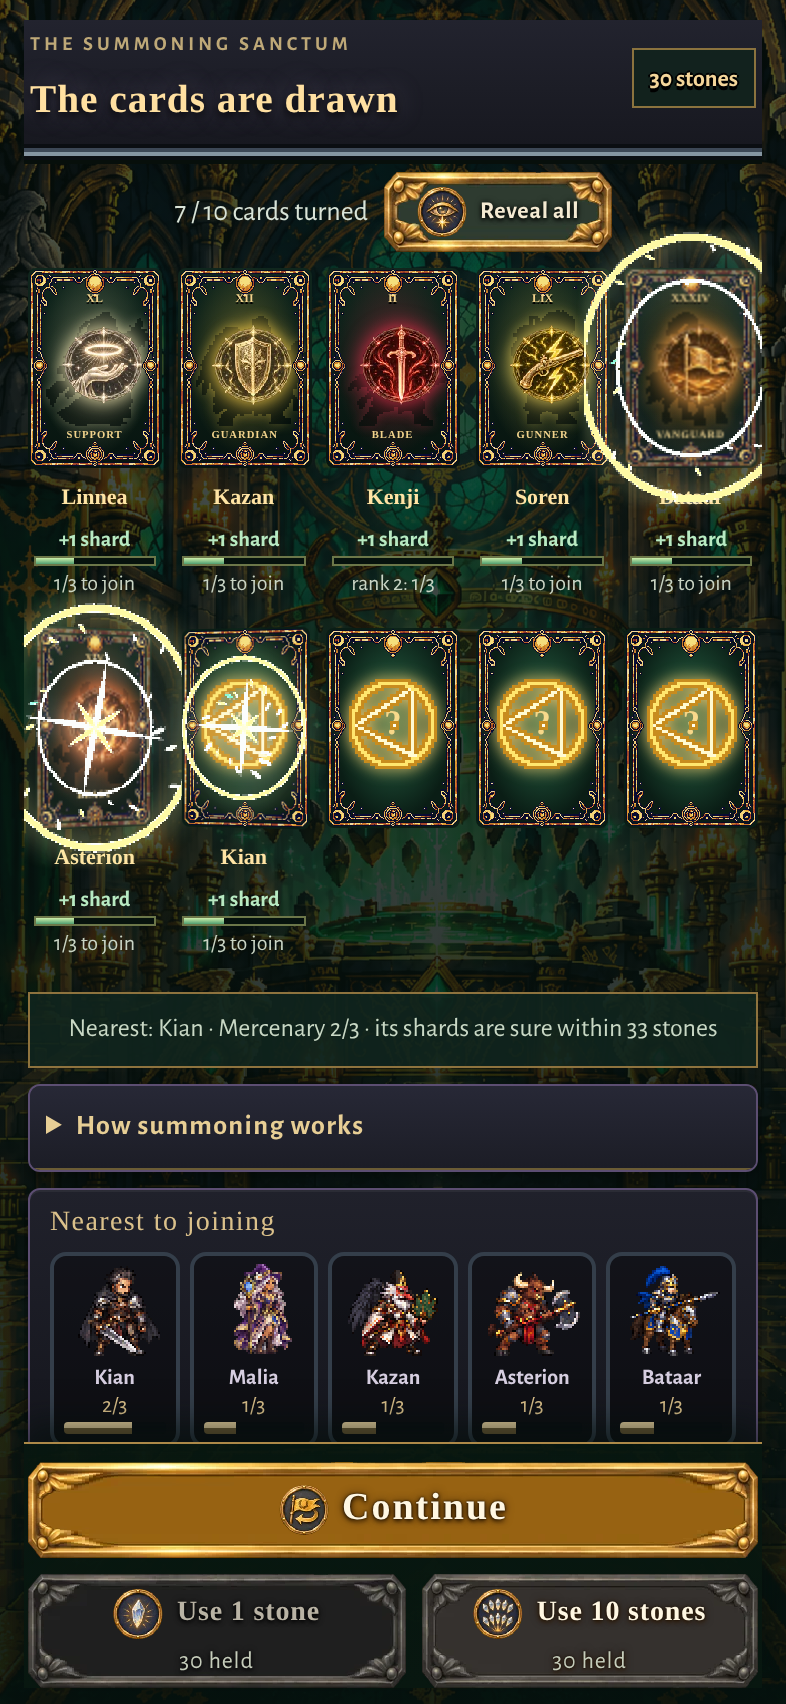 THE SUMMONING SANCTUM
The cards are drawn
30 stones
7 / 10 cards turned
Reveal all
XL
XII
II
LIX
XXXIV
SUPPORT
GUARDIAN
BLADE
GUNNER
VANGUARD
Linnea
Kazan
Kenji
Soren
Bataar
+1 shard
+1 shard
+1 shard
+1 shard
+1 shard
1/3 to join
1/3 to join
rank 2: 1/3
1/3 to join
1/3 to join
?
?
?
Asterion
Kian
+1 shard
+1 shard
1/3 to join
1/3 to join
Nearest: Kian · Mercenary 2/3 · its shards are sure within 33 stones
How summoning works
Nearest to joining
Kian
Malia
Kazan
Asterion
Bataar
2/3
1/3
1/3
1/3
1/3
Continue
Use 1 stone
30 held
Use 10 stones
30 held